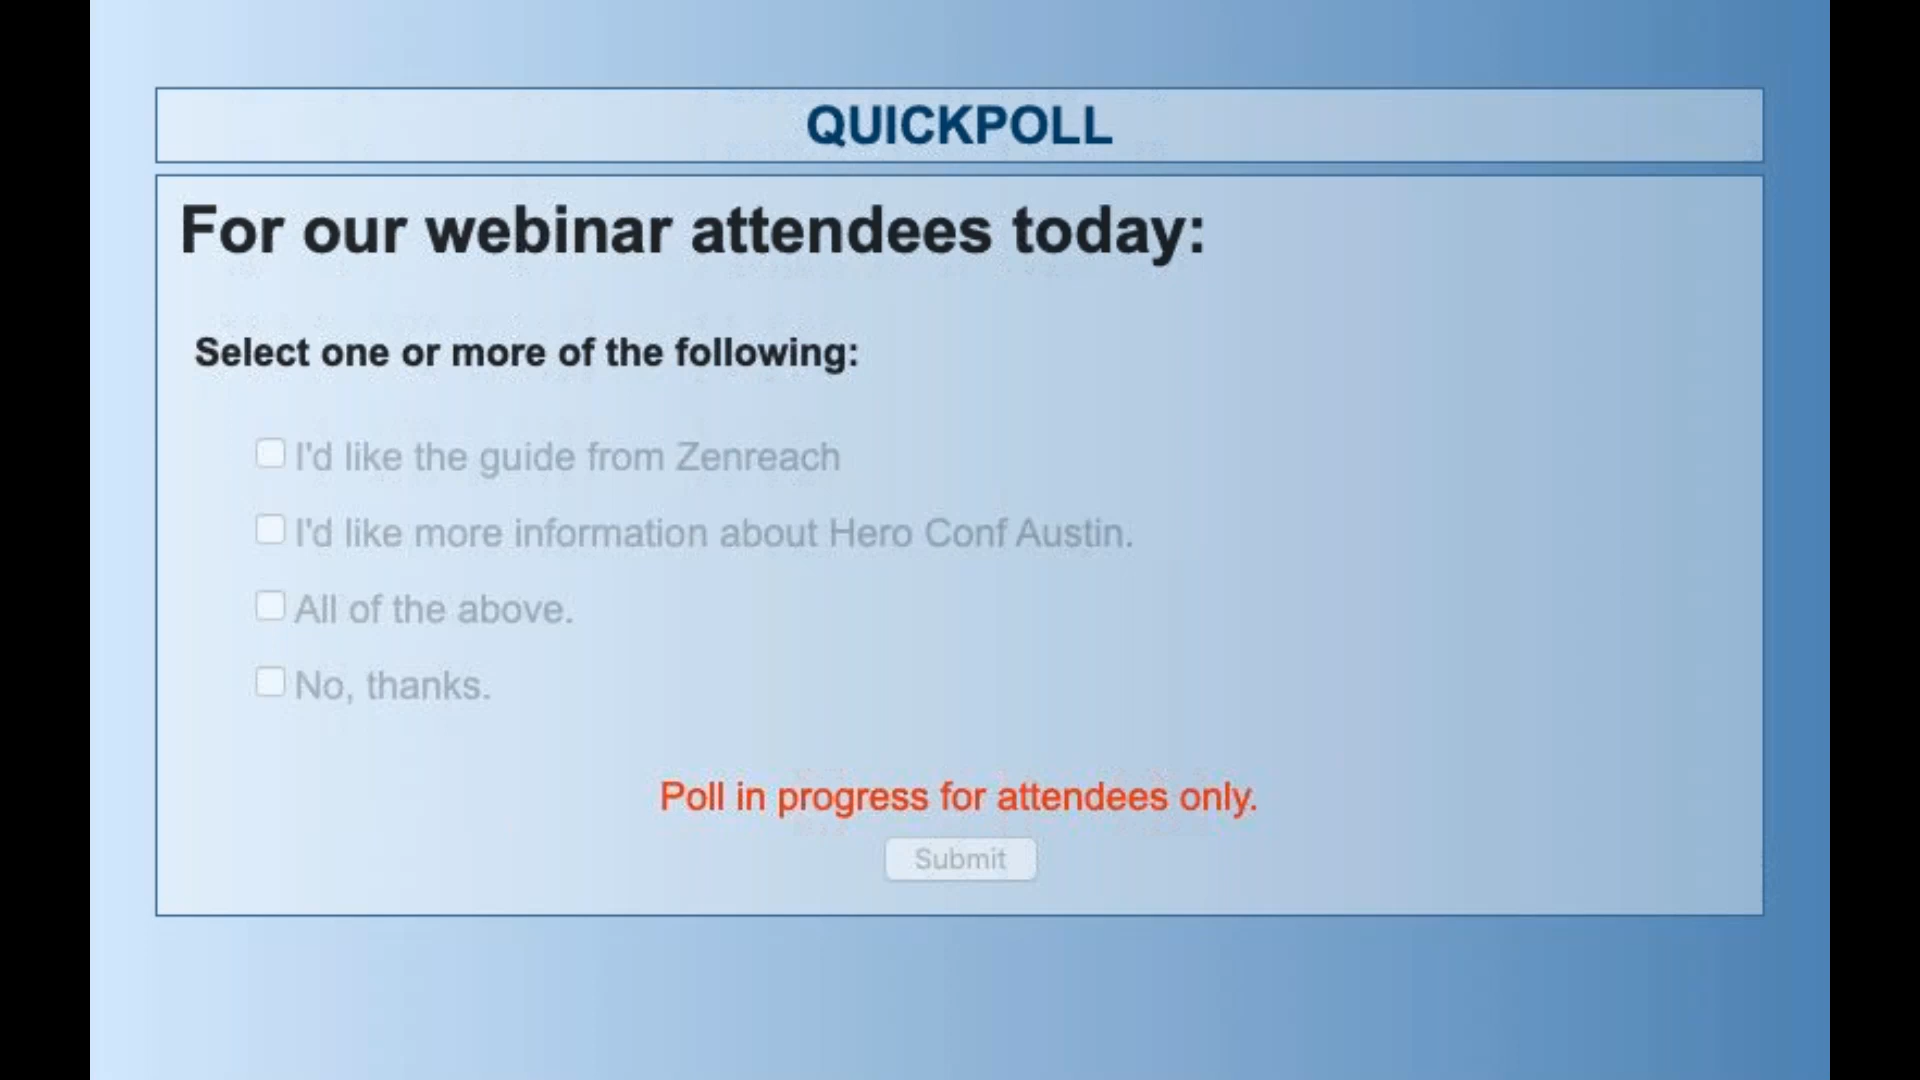 QUICKPOLL
For our webinar attendees today:
Select one or more of the following:
I'd like the guide from Zenreach
I'd like more information about Hero Conf Austin.
All of the above.
No, thanks.
Poll in progress for attendees only.
Submit